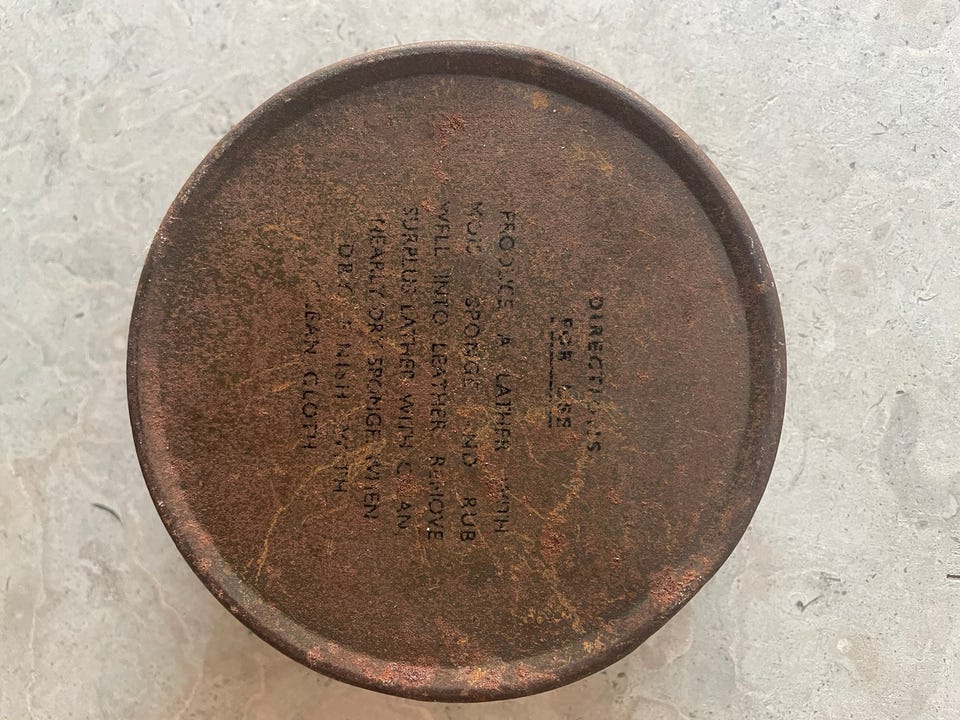 DIRECTIONS
FOR USE
PRODUCE A LATHER WITH
MOIST SPONGE AND RUB
WELL INTO LEATHER REMOVE
SURPLUS LATHER WITH CLEAN
NEARLY DRY SPONGE WHEN
DRY FINISH WITH
CLEAN CLOTH